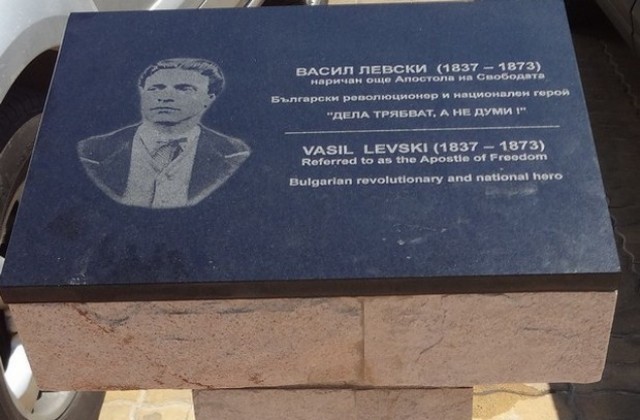 ВАСИЛ ЛЕВСКИ (1837 – 1873)
наричан още Апостола на Свободата
Български революционер и национален герой
"ДЕЛА ТРЯБВАТ, А НЕ ДУМИ !"
VASIL LEVSKI (1837 – 1873)
Referred to as the Apostle of Freedom
Bulgarian revolutionary and national hero